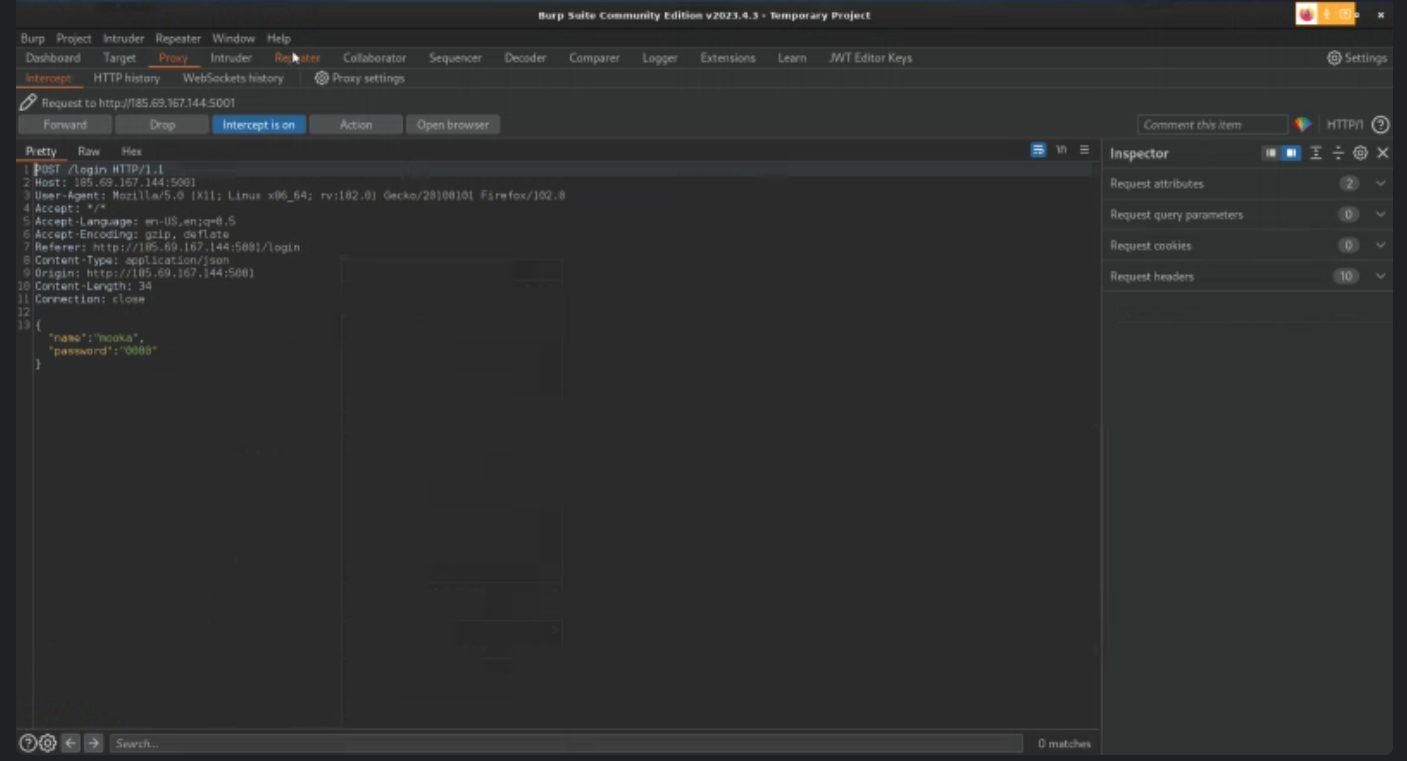 Burp Suite Community Edition v2023.4.3 - Temporary Project
Burp Project Intruder Repeater Window Help
Dashboard Target Proxy Intruder Repeater Collaborator Sequencer Decoder Comparer Logger Extensions Learn JWT Editor Keys Settings
Intercept HTTP history WebSockets history Proxy settings
Request to http://185.69.167.144:5001
Forward Drop Intercept is on Action Open browser Comment this item HTTP/1
Pretty Raw Hex \n
Inspector
1 POST /login HTTP/1.1
2 Host: 185.69.167.144:5001
3 User-Agent: Mozilla/5.0 (X11; Linux x86_64; rv:102.0) Gecko/20100101 Firefox/102.0
4 Accept: */*
5 Accept-Language: en-US,en;q=0.5
6 Accept-Encoding: gzip, deflate
7 Referer: http://185.69.167.144:5001/login
8 Content-Type: application/json
9 Origin: http://185.69.167.144:5001
10 Content-Length: 34
11 Connection: close
12
13 {
"name":"mooka",
"password":"0000"
}
Request attributes 2
Request query parameters 0
Request cookies 0
Request headers 10
Search... 0 matches